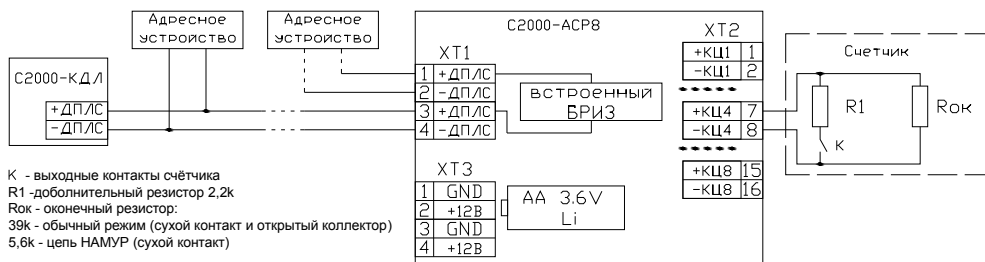 Адресное
устройство
Адресное
устройство
С2000-АСР8
С2000-КДЛ
+ДПЛС
-ДПЛС
XT1
1 +ДПЛС
2 -ДПЛС
3 +ДПЛС
4 -ДПЛС
встроенный
БРИЗ
XT2
+КЦ1 1
-КЦ1 2
+КЦ4 7
-КЦ4 8
+КЦ8 15
-КЦ8 16
Счетчик
R1
К
Rок
XT3
1 GND
2 +12В
3 GND
4 +12В
АА 3.6V
Li
К - выходные контакты счётчика
R1 -доболнительный резистор 2,2k
Rок - оконечный резистор:
39k - обычный режим (сухой контакт и открытый коллектор)
5,6k - цепь НАМУР (сухой контакт)